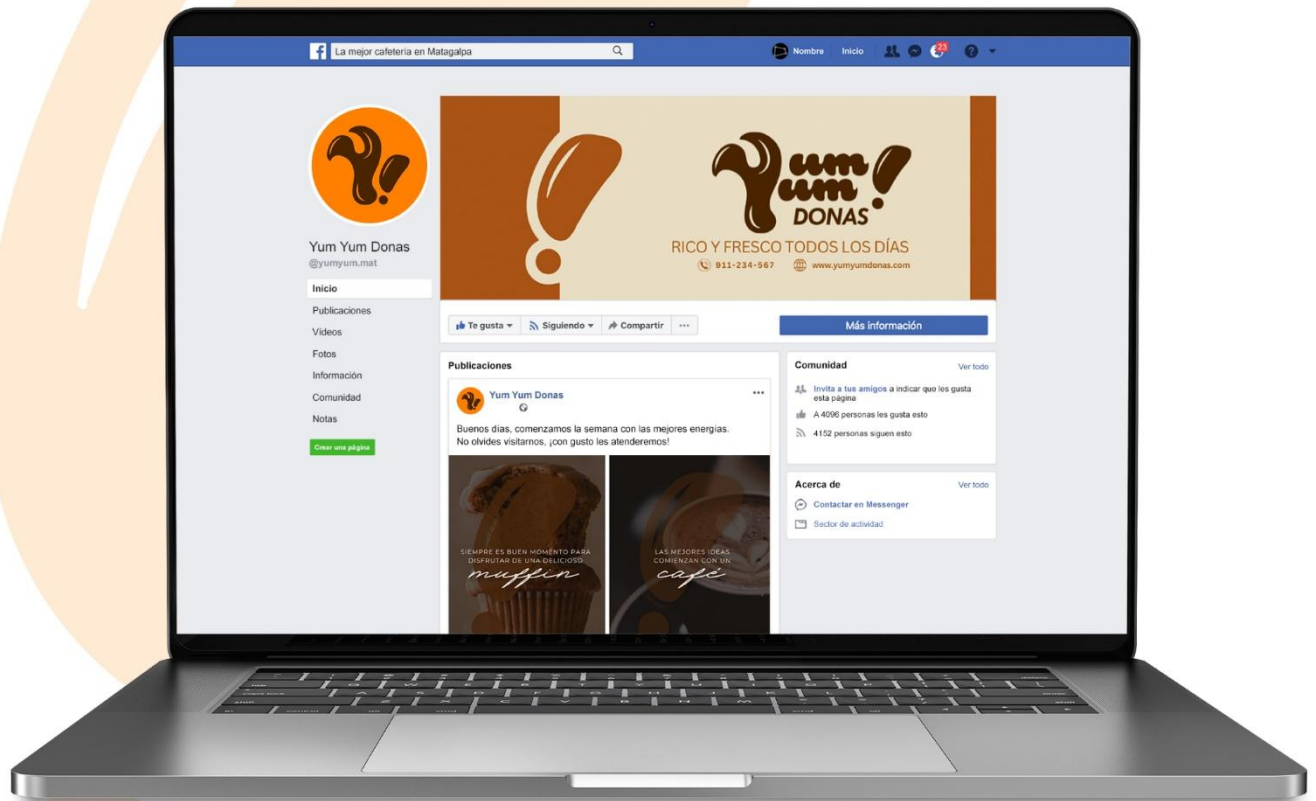 La mejor cafeteria en Matagalpa
Nombre
Inicio
23
Yum Yum Donas
@yumyum.mat
Inicio
Publicaciones
Videos
Fotos
Información
Comunidad
Notas
Crear una página
Y!
Yum Yum!
DONAS
RICO Y FRESCO TODOS LOS DÍAS
911-234-567 www.yumyumdonas.com
Te gusta Siguiendo Compartir ...
Más información
Publicaciones
Yum Yum Donas
Buenos días, comenzamos la semana con las mejores energias.
No olvides visitarnos, ¡con gusto les atenderemos!
SIEMPRE ES BUEN MOMENTO PARA
DISFRUTAR DE UNA DELICIOSO
muffin
LAS MEJORES IDEAS
COMIENZAN CON UN
café
Comunidad
Ver todo
Invita a tus amigos a indicar que les gusta
esta página
A 4096 personas les gusta esto
4152 personas siguen esto
Acerca de
Ver todo
Contactar en Messenger
Sector de actividad